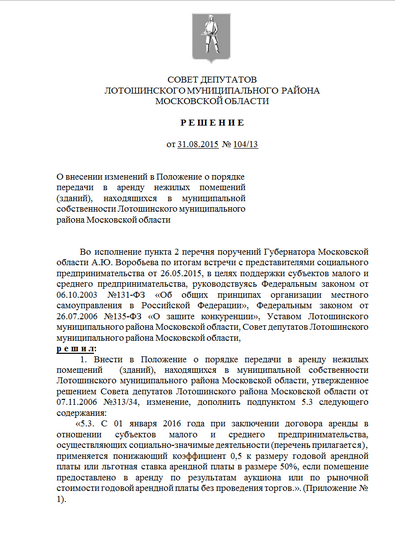 СОВЕТ ДЕПУТАТОВ
ЛОТОШИНСКОГО МУНИЦИПАЛЬНОГО РАЙОНА
МОСКОВСКОЙ ОБЛАСТИ
Р Е Ш Е Н И Е
от 31.08.2015 № 104/13
О внесении изменений в Положение о порядке
передачи в аренду нежилых помещений
(зданий), находящихся в муниципальной
собственности Лотошинского муниципального
района Московской области
Во исполнение пункта 2 перечня поручений Губернатора Московской
области А.Ю. Воробьева по итогам встречи с представителями социального
предпринимательства от 26.05.2015, в целях поддержки субъектов малого и
среднего предпринимательства, руководствуясь Федеральным законом от
06.10.2003 №131-ФЗ «Об общих принципах организации местного
самоуправления в Российской Федерации», Федеральным законом от
26.07.2006 №135-ФЗ «О защите конкуренции», Уставом Лотошинского
муниципального района Московской области, Совет депутатов Лотошинского
муниципального района Московской области,
р е ш и л:
1. Внести в Положение о порядке передачи в аренду нежилых
помещений (зданий), находящихся в муниципальной собственности
Лотошинского муниципального района Московской области, утвержденное
решением Совета депутатов Лотошинского района Московской области от
07.11.2006 №313/34, изменение, дополнить подпунктом 5.3 следующего
содержания:
«5.3. С 01 января 2016 года при заключении договора аренды в
отношении субъектов малого и среднего предпринимательства,
осуществляющих социально-значимые деятельности (перечень прилагается),
применяется понижающий коэффициент 0,5 к размеру годовой арендной
платы или льготная ставка арендной платы в размере 50%, если помещение
предоставлено в аренду по результатам аукциона или по рыночной
стоимости годовой арендной платы без проведения торгов.». (Приложение №
1).